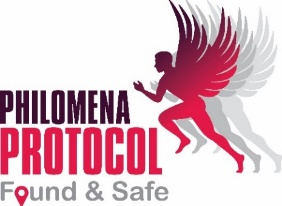 PHILOMENA
PROTOCOL
Found & Safe